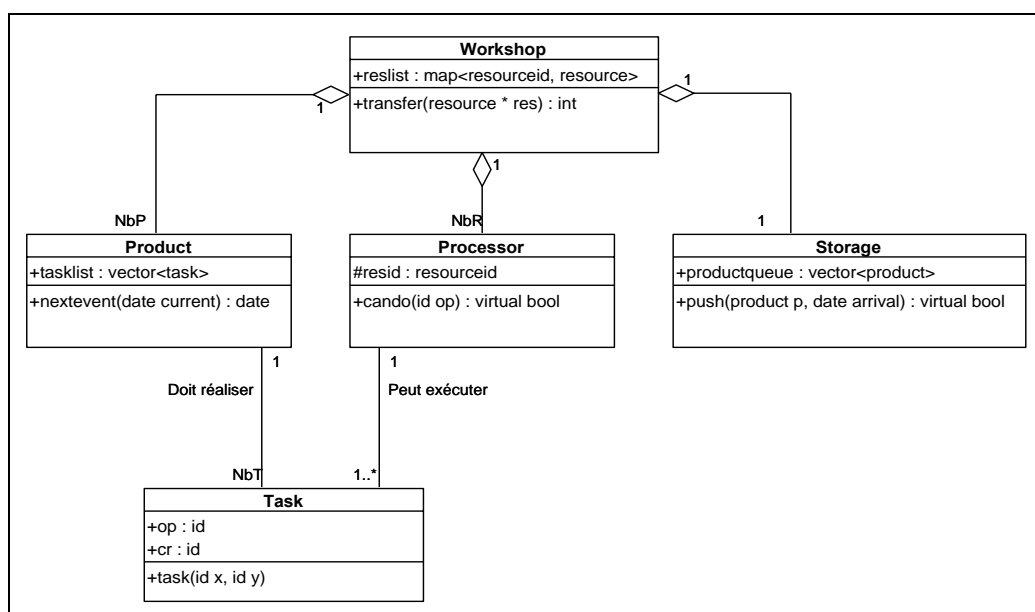 Workshop
+reslist : map<resourceid, resource>
+transfer(resource * res) : int
1
1
1
NbP
NbR
1
Product
+tasklist : vector<task>
+nextevent(date current) : date
Processor
#resid : resourceid
+cando(id op) : virtual bool
Storage
+productqueue : vector<product>
+push(product p, date arrival) : virtual bool
1
1
Doit réaliser
Peut exécuter
NbT
1..*
Task
+op : id
+cr : id
+task(id x, id y)